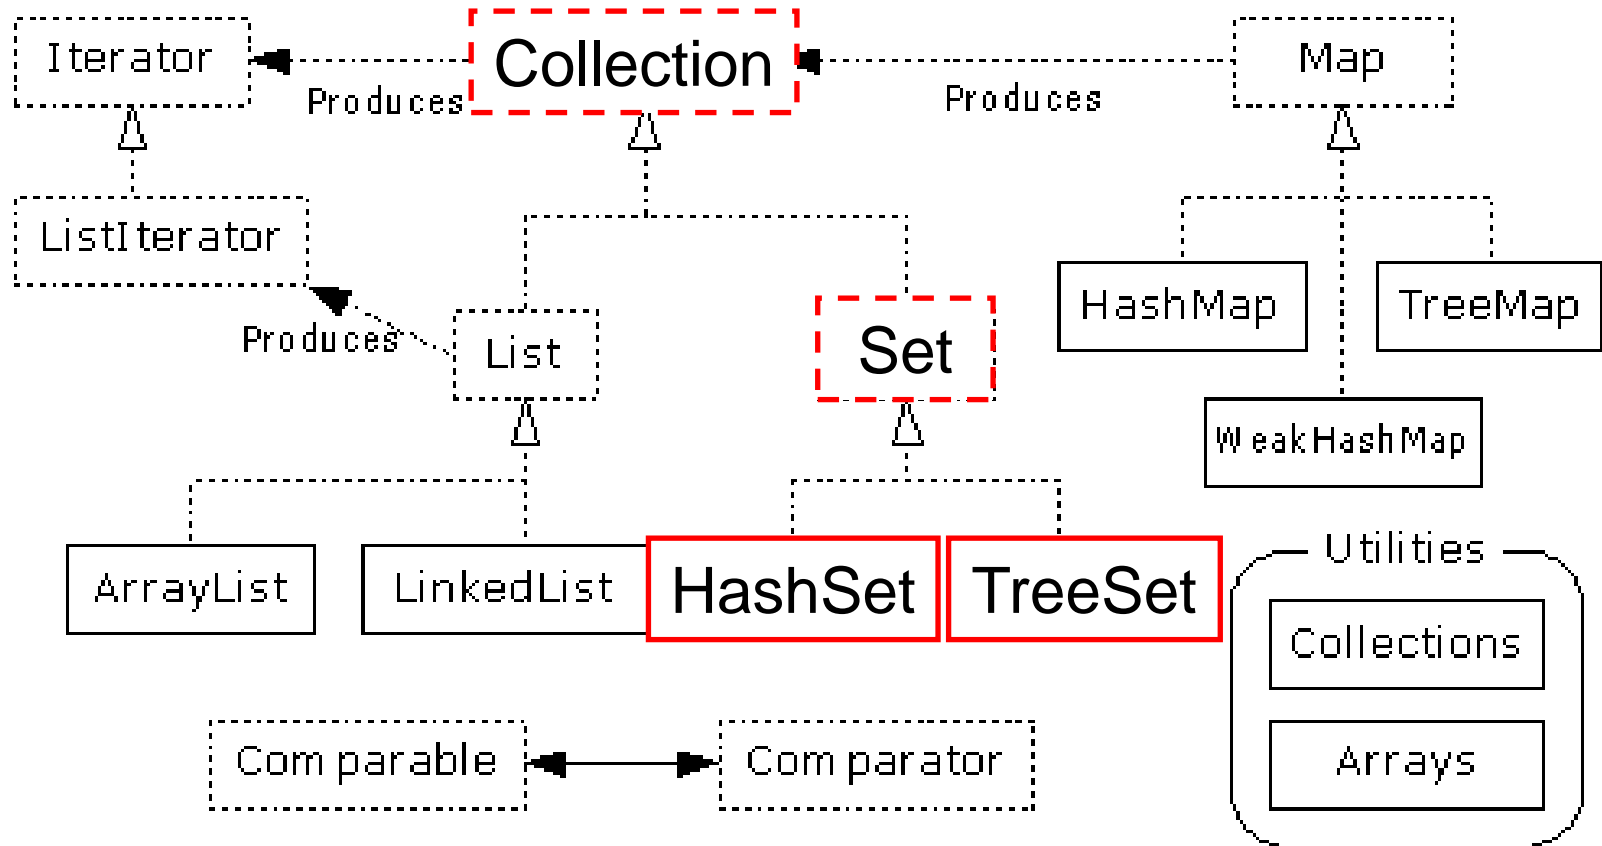 Iterator
Collection
Map
Produces
Produces
ListIterator
HashMap
TreeMap
Produces
List
Set
WeakHashMap
ArrayList
LinkedList
HashSet
TreeSet
Utilities
Collections
Comparable
Comparator
Arrays